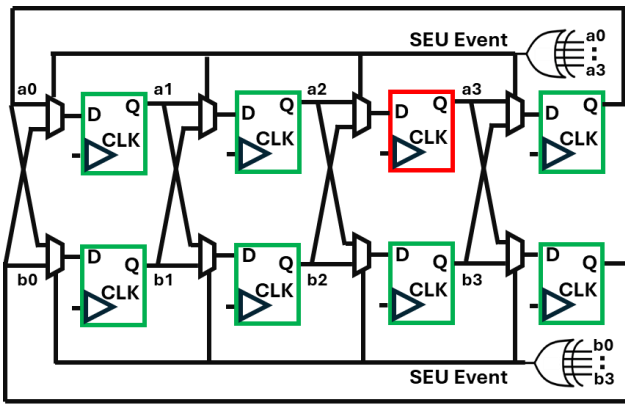 SEU Event
a0
⋮
a3
a0
a1
a2
a3
D
Q
CLK
D
Q
CLK
D
Q
CLK
D
Q
CLK
D
Q
CLK
D
Q
CLK
D
Q
CLK
D
Q
CLK
b0
b1
b2
b3
SEU Event
b0
⋮
b3